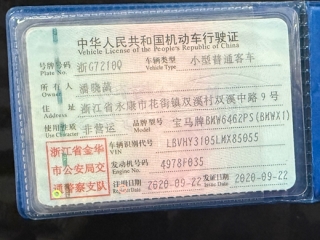 中华人民共和国机动车行驶证
Vehicle License of the People's Republic of China
号牌号码 浙G7210Q 车辆类型 小型普通客车
Plate No. Vehicle Type
所有人 潘晓嵩
Owner
住址 浙江省永康市花街镇双溪村双溪中路9号
Address
使用性质 非营运 品牌型号 宝马牌BMW6462PS(BMWX1)
Use Character Model
浙江省金华市公安局交通警察支队
车辆识别代号 LBVHY3105LMX85055
VIN
发动机号码 4978F035
Engine No.
注册日期 2020-09-22 发证日期 2020-09-22
Register Date Issue Date